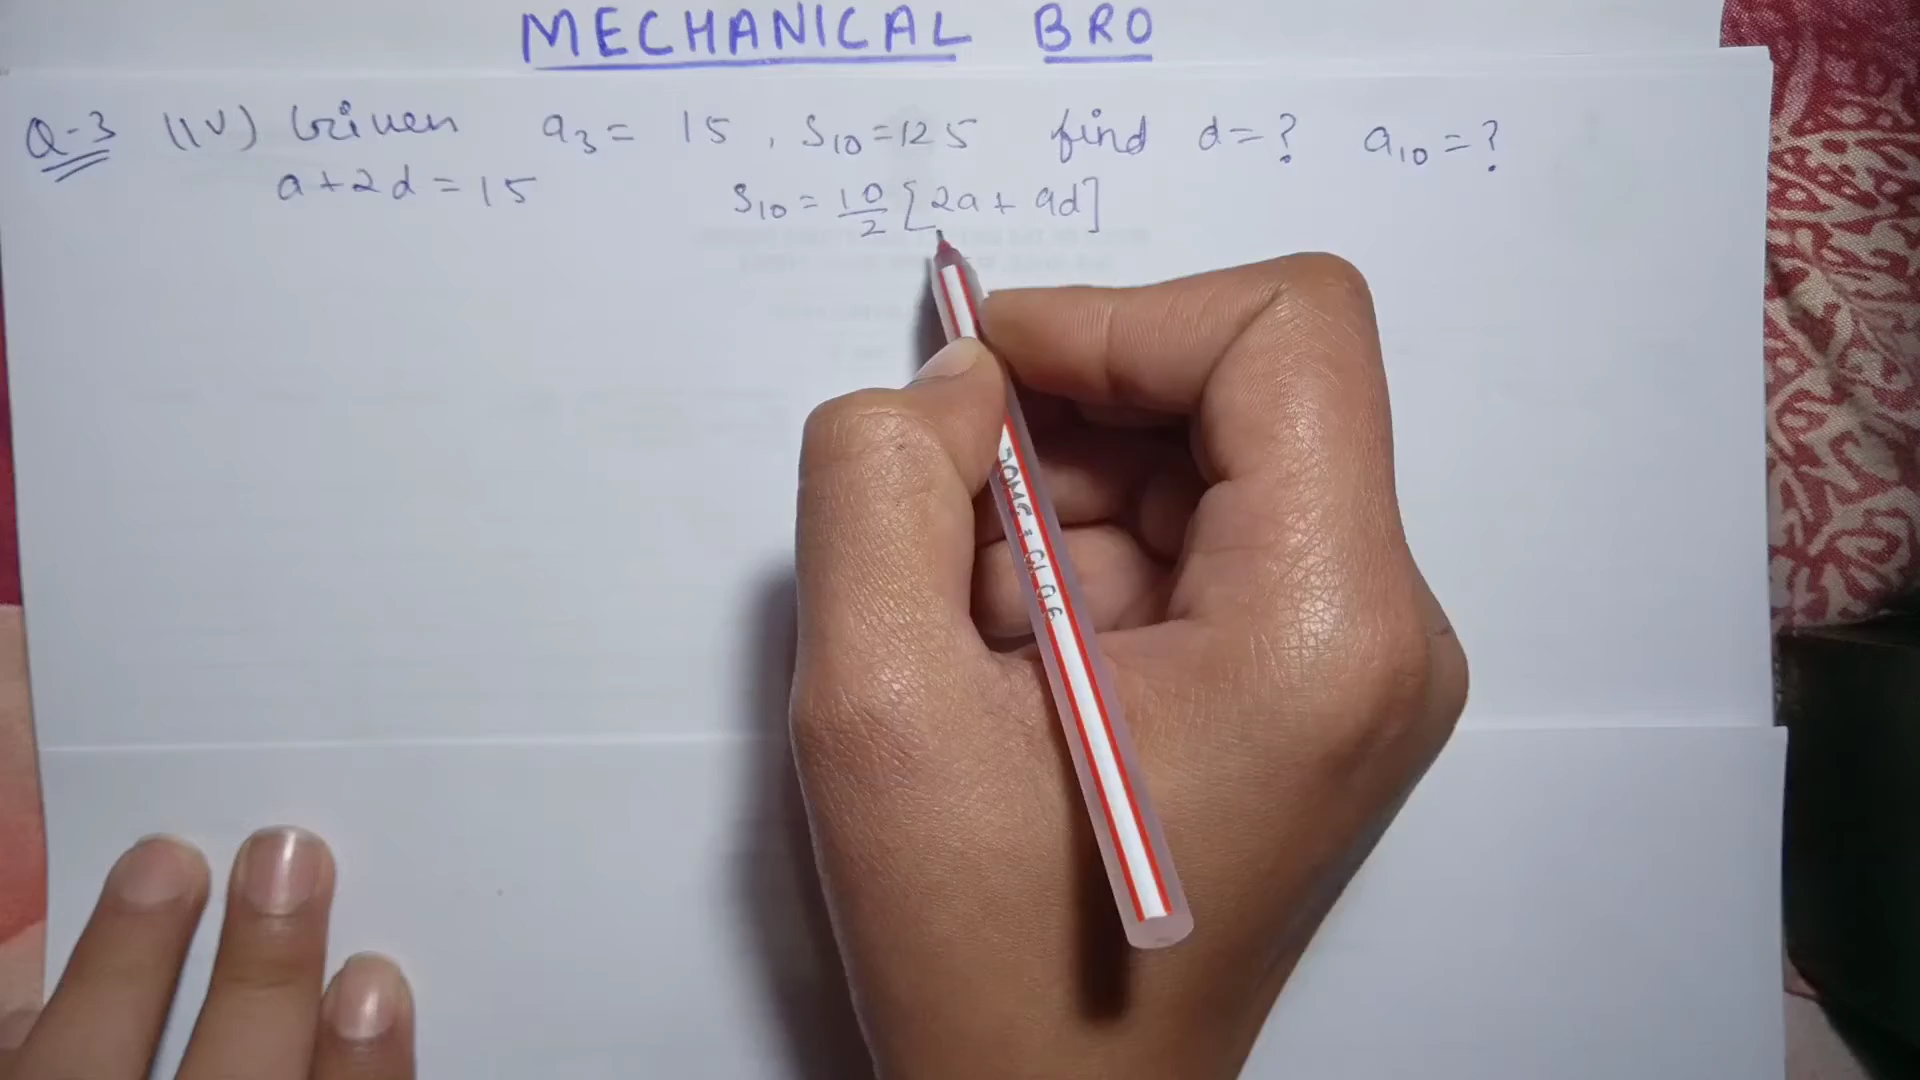 MECHANICAL BRO
Q-3 (IV) Given a₃ = 15, S₁₀ = 125 find d = ? a₁₀ = ?
a + 2d = 15 S₁₀ = 10/2 [2a + 9d]